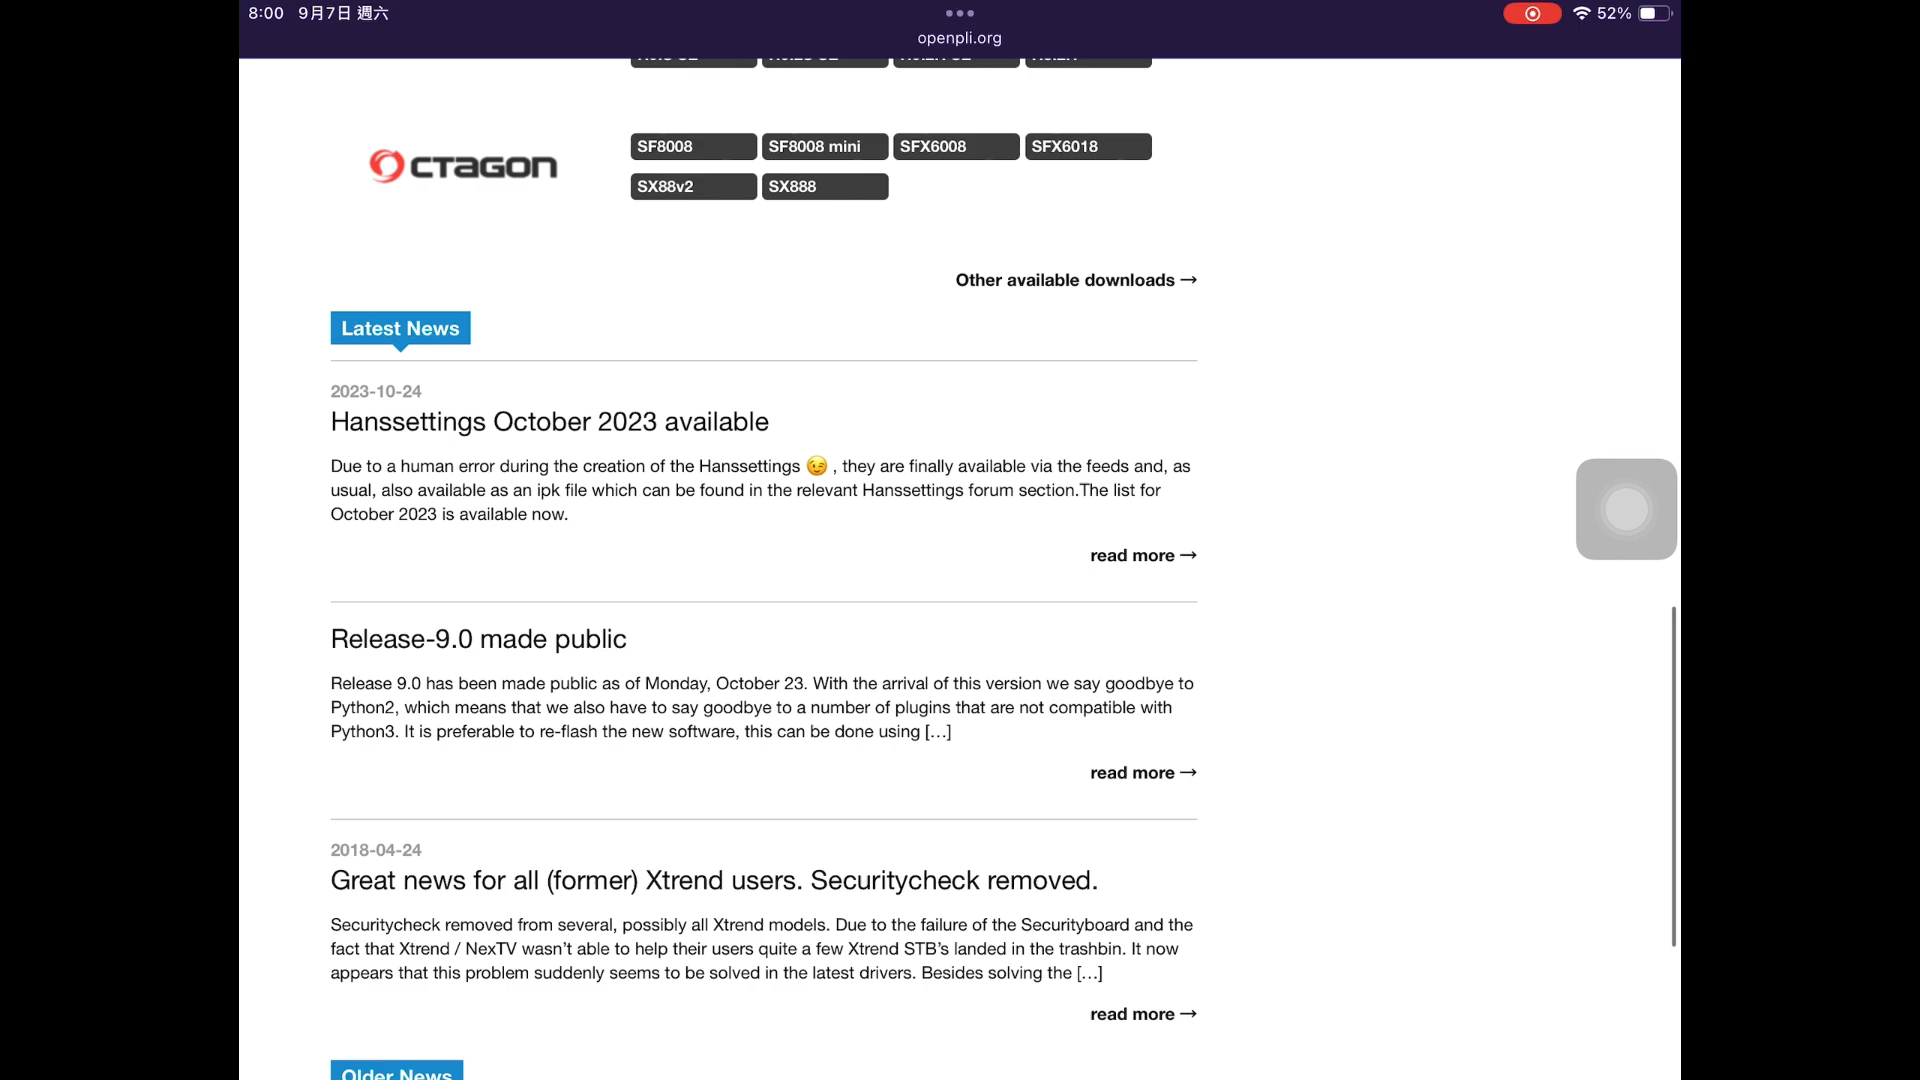 8:00 9月7日 週六
52%
openpli.org
CTAGON
SF8008
SF8008 mini
SFX6008
SFX6018
SX88v2
SX888
Other available downloads →
Latest News
2023-10-24
Hanssettings October 2023 available
Due to a human error during the creation of the Hanssettings 😉 , they are finally available via the feeds and, as
usual, also available as an ipk file which can be found in the relevant Hanssettings forum section.The list for
October 2023 is available now.
read more →
Release-9.0 made public
Release 9.0 has been made public as of Monday, October 23. With the arrival of this version we say goodbye to
Python2, which means that we also have to say goodbye to a number of plugins that are not compatible with
Python3. It is preferable to re-flash the new software, this can be done using […]
read more →
2018-04-24
Great news for all (former) Xtrend users. Securitycheck removed.
Securitycheck removed from several, possibly all Xtrend models. Due to the failure of the Securityboard and the
fact that Xtrend / NexTV wasn’t able to help their users quite a few Xtrend STB’s landed in the trashbin. It now
appears that this problem suddenly seems to be solved in the latest drivers. Besides solving the […]
read more →
Older News